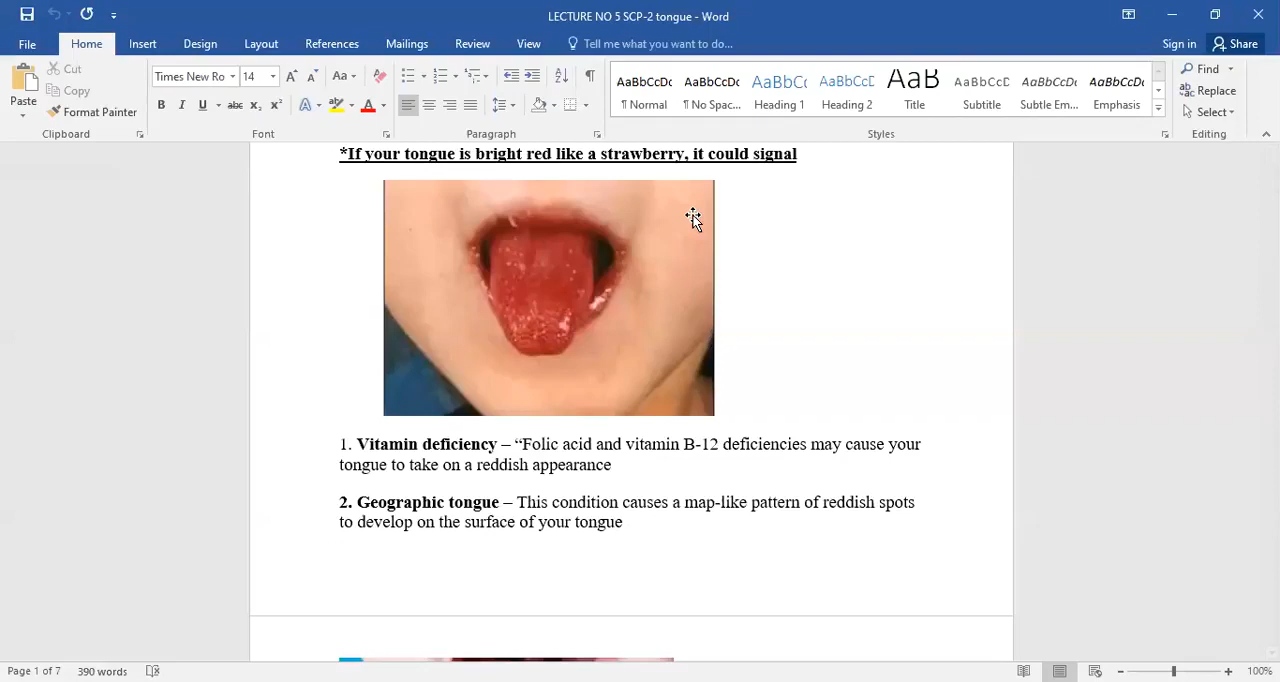 LECTURE NO 5 SCP-2 tongue - Word
File Home Insert Design Layout References Mailings Review View Tell me what you want to do... Sign in Share
Paste
Cut
Copy
Format Painter
Clipboard
Times New Ro 14 Aa
B I U abc X₂ X² A ab A
Font
Paragraph
AaBbCcDc AaBbCcDc AaBbCc AaBbCcD AaB AaBbCcD AaBbCcDc AaBbCcDc
¶ Normal ¶ No Spac... Heading 1 Heading 2 Title Subtitle Subtle Em... Emphasis
Styles
Find
Replace
Select
Editing
*If your tongue is bright red like a strawberry, it could signal
1. Vitamin deficiency – “Folic acid and vitamin B-12 deficiencies may cause your
tongue to take on a reddish appearance
2. Geographic tongue – This condition causes a map-like pattern of reddish spots
to develop on the surface of your tongue
Page 1 of 7 390 words 100%